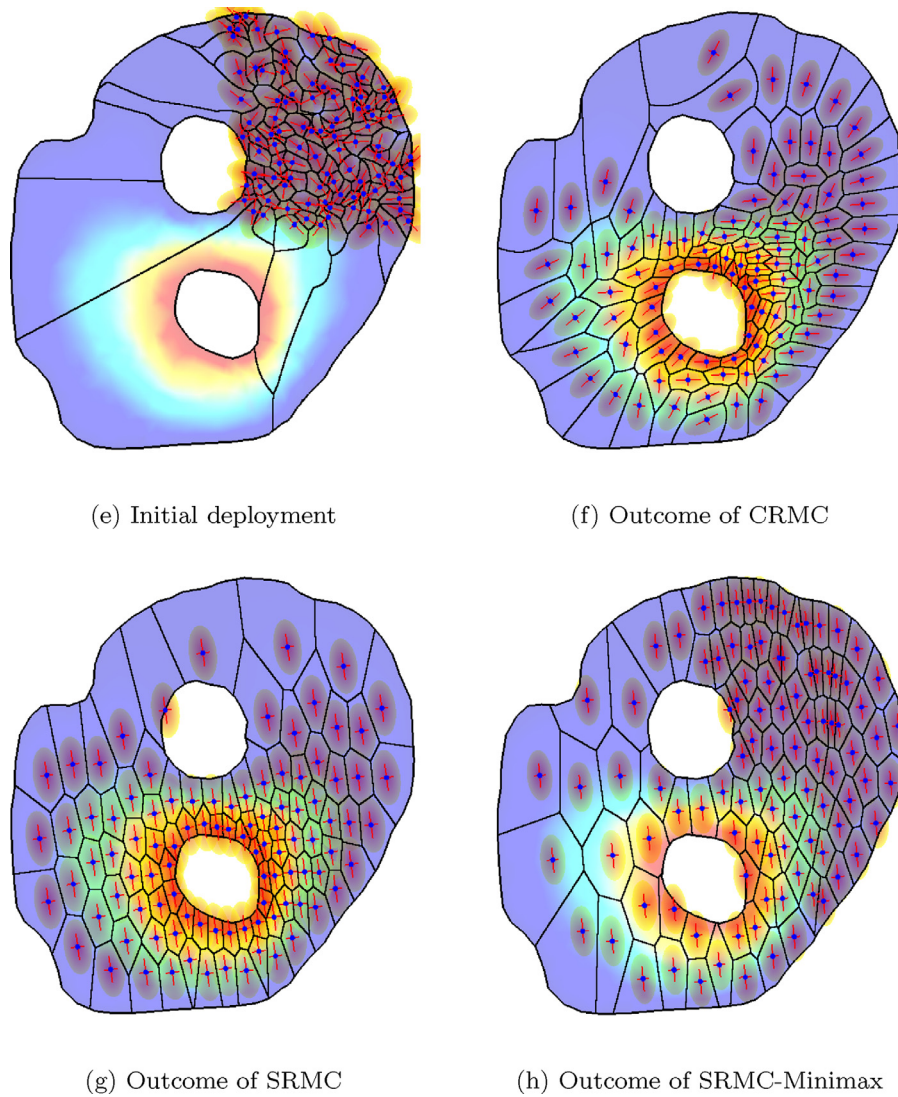 (e) Initial deployment
(f) Outcome of CRMC
(g) Outcome of SRMC
(h) Outcome of SRMC-Minimax